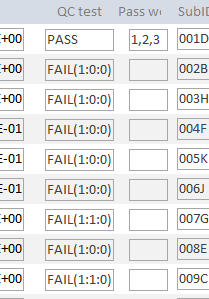 QC test Pass we SubID
E+00 PASS 1,2,3 001D
E+00 FAIL(1:0:0) 002B
E+00 FAIL(1:0:0) 003H
E-01 FAIL(1:0:0) 004F
E-01 FAIL(1:0:0) 005K
E-01 FAIL(1:0:0) 006J
E+00 FAIL(1:1:0) 007G
E+00 FAIL(1:0:0) 008E
E+00 FAIL(1:1:0) 009C